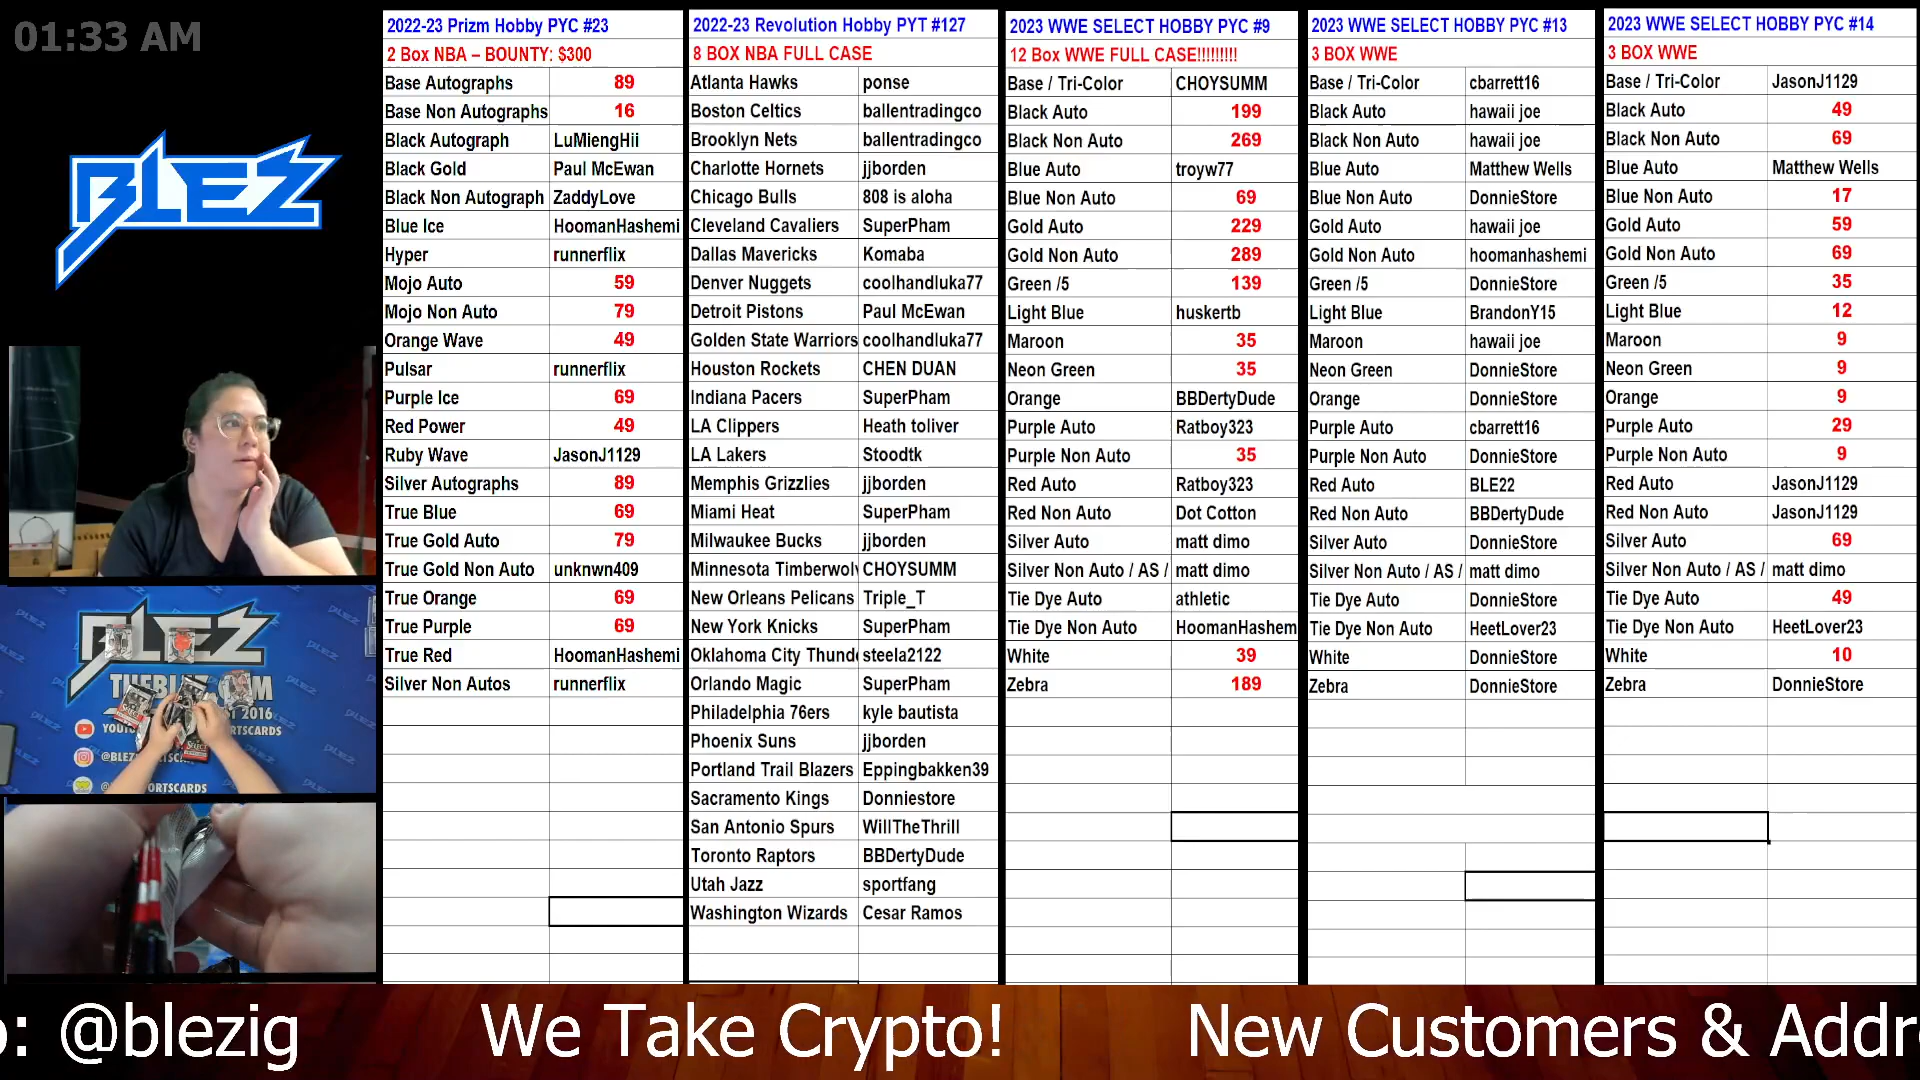 01:33 AM
BLEZ
2022-23 Prizm Hobby PYC #23
2 Box NBA – BOUNTY: $300
Base Autographs 89
Base Non Autographs 16
Black Autograph LuMiengHii
Black Gold Paul McEwan
Black Non Autograph ZaddyLove
Blue Ice HoomanHashemi
Hyper runnerflix
Mojo Auto 59
Mojo Non Auto 79
Orange Wave 49
Pulsar runnerflix
Purple Ice 69
Red Power 49
Ruby Wave JasonJ1129
Silver Autographs 89
True Blue 69
True Gold Auto 79
True Gold Non Auto unknwn409
True Orange 69
True Purple 69
True Red HoomanHashemi
Silver Non Autos runnerflix
2022-23 Revolution Hobby PYT #127
8 BOX NBA FULL CASE
Atlanta Hawks ponse
Boston Celtics ballentradingco
Brooklyn Nets ballentradingco
Charlotte Hornets jjborden
Chicago Bulls 808 is aloha
Cleveland Cavaliers SuperPham
Dallas Mavericks Komaba
Denver Nuggets coolhandluka77
Detroit Pistons Paul McEwan
Golden State Warriors coolhandluka77
Houston Rockets CHEN DUAN
Indiana Pacers SuperPham
LA Clippers Heath toliver
LA Lakers Stoodtk
Memphis Grizzlies jjborden
Miami Heat SuperPham
Milwaukee Bucks jjborden
Minnesota Timberwolv CHOYSUMM
New Orleans Pelicans Triple_T
New York Knicks SuperPham
Oklahoma City Thunde steela2122
Orlando Magic SuperPham
Philadelphia 76ers kyle bautista
Phoenix Suns jjborden
Portland Trail Blazers Eppingbakken39
Sacramento Kings Donniestore
San Antonio Spurs WillTheThrill
Toronto Raptors BBDertyDude
Utah Jazz sportfang
Washington Wizards Cesar Ramos
2023 WWE SELECT HOBBY PYC #9
12 Box WWE FULL CASE!!!!!!!!!
Base / Tri-Color CHOYSUMM
Black Auto 199
Black Non Auto 269
Blue Auto troyw77
Blue Non Auto 69
Gold Auto 229
Gold Non Auto 289
Green /5 139
Light Blue huskertb
Maroon 35
Neon Green 35
Orange BBDertyDude
Purple Auto Ratboy323
Purple Non Auto 35
Red Auto Ratboy323
Red Non Auto Dot Cotton
Silver Auto matt dimo
Silver Non Auto / AS / matt dimo
Tie Dye Auto athletic
Tie Dye Non Auto HoomanHashem
White 39
Zebra 189
2023 WWE SELECT HOBBY PYC #13
3 BOX WWE
Base / Tri-Color cbarrett16
Black Auto hawaii joe
Black Non Auto hawaii joe
Blue Auto Matthew Wells
Blue Non Auto DonnieStore
Gold Auto hawaii joe
Gold Non Auto hoomanhashemi
Green /5 DonnieStore
Light Blue BrandonY15
Maroon hawaii joe
Neon Green DonnieStore
Orange DonnieStore
Purple Auto cbarrett16
Purple Non Auto DonnieStore
Red Auto BLE22
Red Non Auto BBDertyDude
Silver Auto DonnieStore
Silver Non Auto / AS / matt dimo
Tie Dye Auto DonnieStore
Tie Dye Non Auto HeetLover23
White DonnieStore
Zebra DonnieStore
2023 WWE SELECT HOBBY PYC #14
3 BOX WWE
Base / Tri-Color JasonJ1129
Black Auto 49
Black Non Auto 69
Blue Auto Matthew Wells
Blue Non Auto 17
Gold Auto 59
Gold Non Auto 69
Green /5 35
Light Blue 12
Maroon 9
Neon Green 9
Orange 9
Purple Auto 29
Purple Non Auto 9
Red Auto JasonJ1129
Red Non Auto JasonJ1129
Silver Auto 69
Silver Non Auto / AS / matt dimo
Tie Dye Auto 49
Tie Dye Non Auto HeetLover23
White 10
Zebra DonnieStore
BLEZ
2016
o: @blezig We Take Crypto! New Customers & Addr